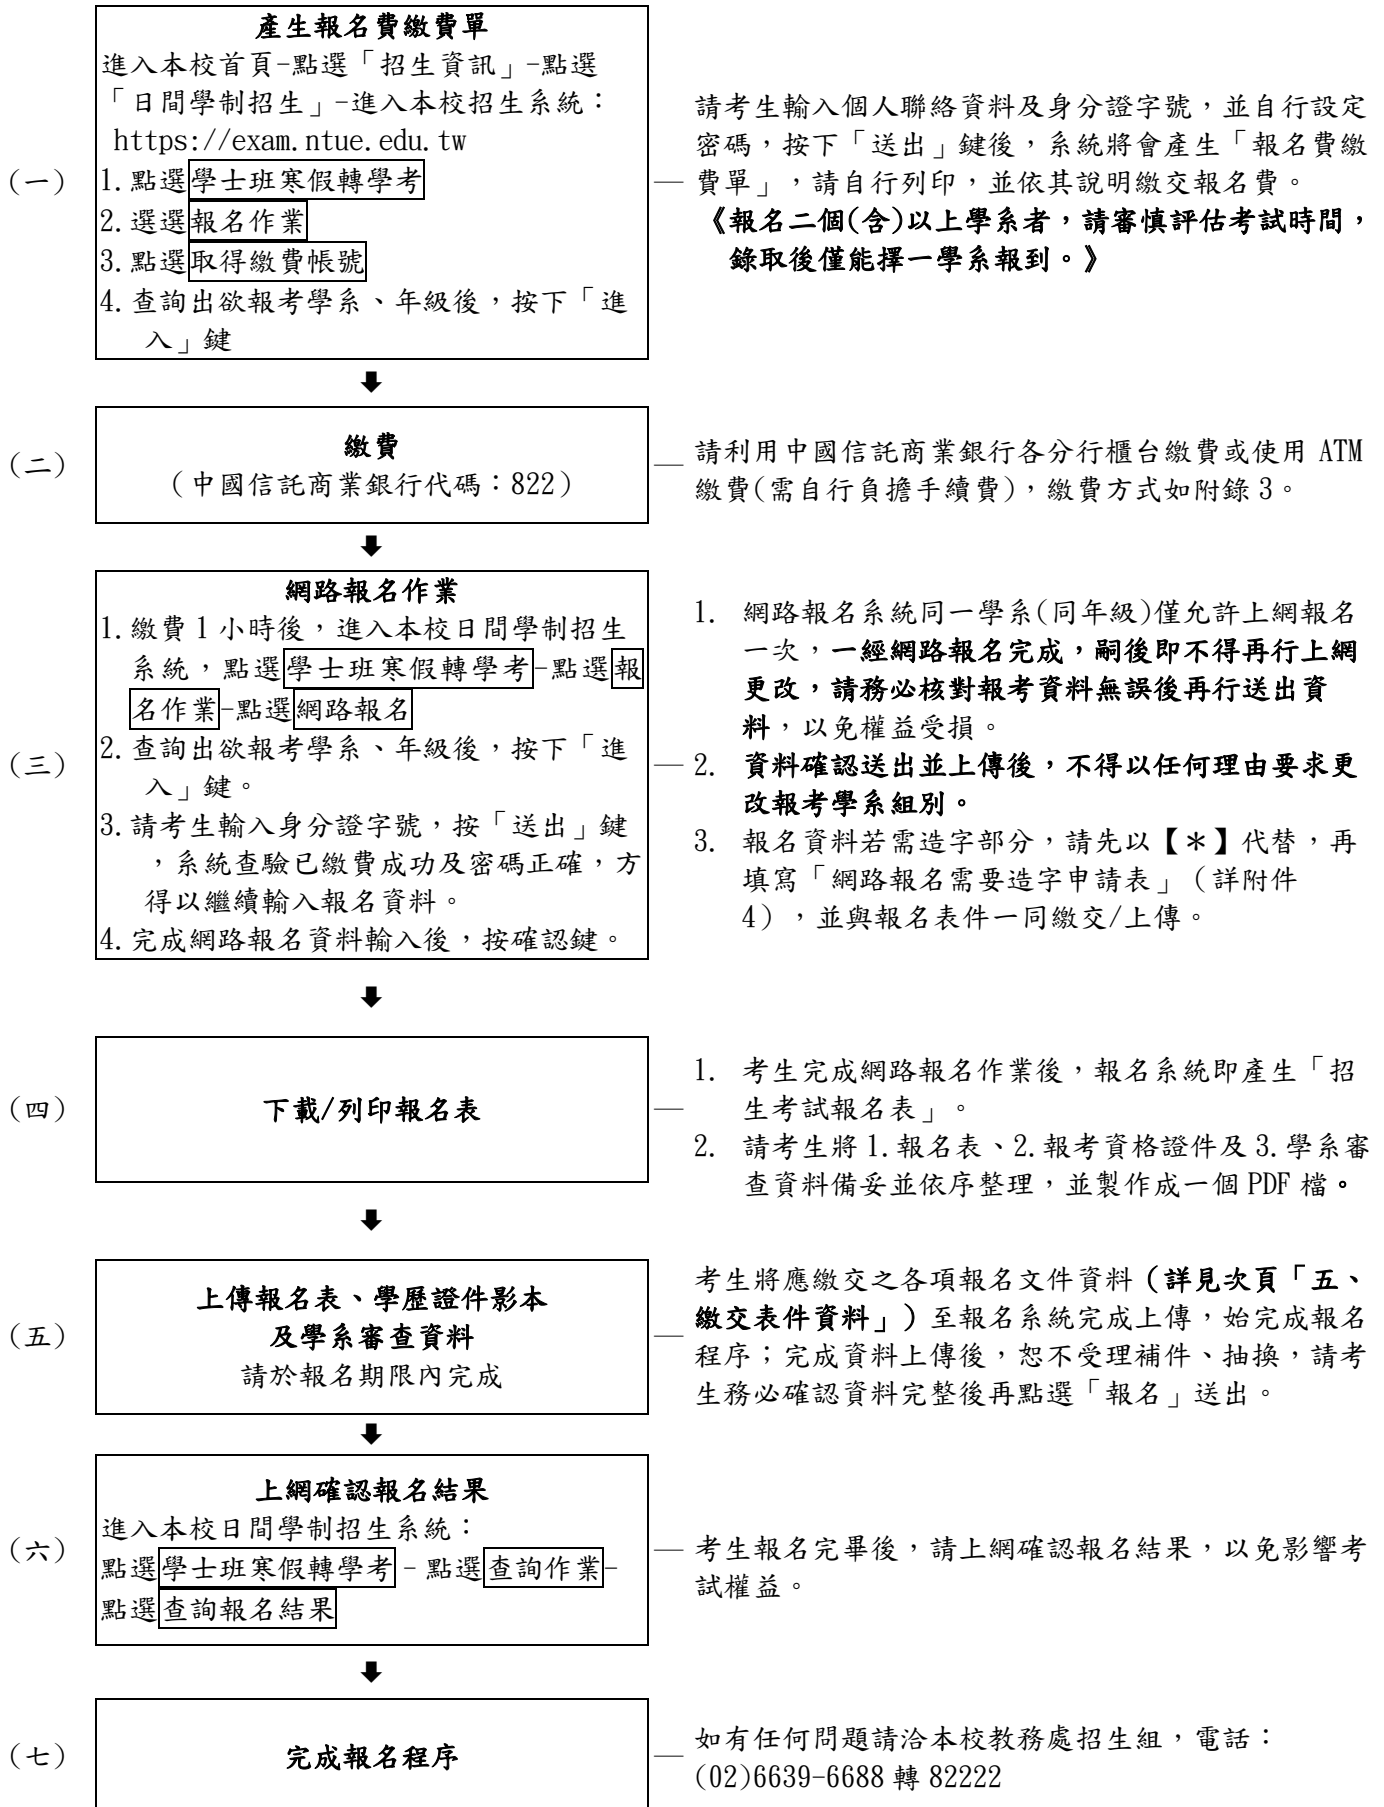 產生報名費繳費單
進入本校首頁-點選「招生資訊」-點選
「日間學制招生」-進入本校招生系統：
https://exam.ntue.edu.tw
（一）
1.點選學士班寒假轉學考
2.選選報名作業
3.點選取得繳費帳號
4.查詢出欲報考學系、年級後，按下「進
入」鍵
請考生輸入個人聯絡資料及身分證字號，並自行設定
密碼，按下「送出」鍵後，系統將會產生「報名費繳
費單」，請自行列印，並依其說明繳交報名費。
《報名二個(含)以上學系者，請審慎評估考試時間，
錄取後僅能擇一學系報到。》
（二）
繳費
（中國信託商業銀行代碼：822）
請利用中國信託商業銀行各分行櫃台繳費或使用 ATM
繳費(需自行負擔手續費)，繳費方式如附錄 3。
（三）
網路報名作業
1.繳費 1 小時後，進入本校日間學制招生
系統，點選學士班寒假轉學考-點選報
名作業-點選網路報名
2.查詢出欲報考學系、年級後，按下「進
入」鍵。
3.請考生輸入身分證字號，按「送出」鍵
，系統查驗已繳費成功及密碼正確，方
得以繼續輸入報名資料。
4.完成網路報名資料輸入後，按確認鍵。
1. 網路報名系統同一學系(同年級)僅允許上網報名
一次，一經網路報名完成，嗣後即不得再行上網
更改，請務必核對報考資料無誤後再行送出資
料，以免權益受損。
2. 資料確認送出並上傳後，不得以任何理由要求更
改報考學系組別。
3. 報名資料若需造字部分，請先以【＊】代替，再
填寫「網路報名需要造字申請表」（詳附件
4），並與報名表件一同繳交/上傳。
（四）
下載/列印報名表
1. 考生完成網路報名作業後，報名系統即產生「招
生考試報名表」。
2. 請考生將 1.報名表、2.報考資格證件及 3.學系審
查資料備妥並依序整理，並製作成一個 PDF 檔。
（五）
上傳報名表、學歷證件影本
及學系審查資料
請於報名期限內完成
考生將應繳交之各項報名文件資料（詳見次頁「五、
繳交表件資料」）至報名系統完成上傳，始完成報名
程序；完成資料上傳後，恕不受理補件、抽換，請考
生務必確認資料完整後再點選「報名」送出。
（六）
上網確認報名結果
進入本校日間學制招生系統：
點選學士班寒假轉學考 - 點選查詢作業-
點選查詢報名結果
考生報名完畢後，請上網確認報名結果，以免影響考
試權益。
（七）
完成報名程序
如有任何問題請洽本校教務處招生組，電話：
(02)6639-6688 轉 82222